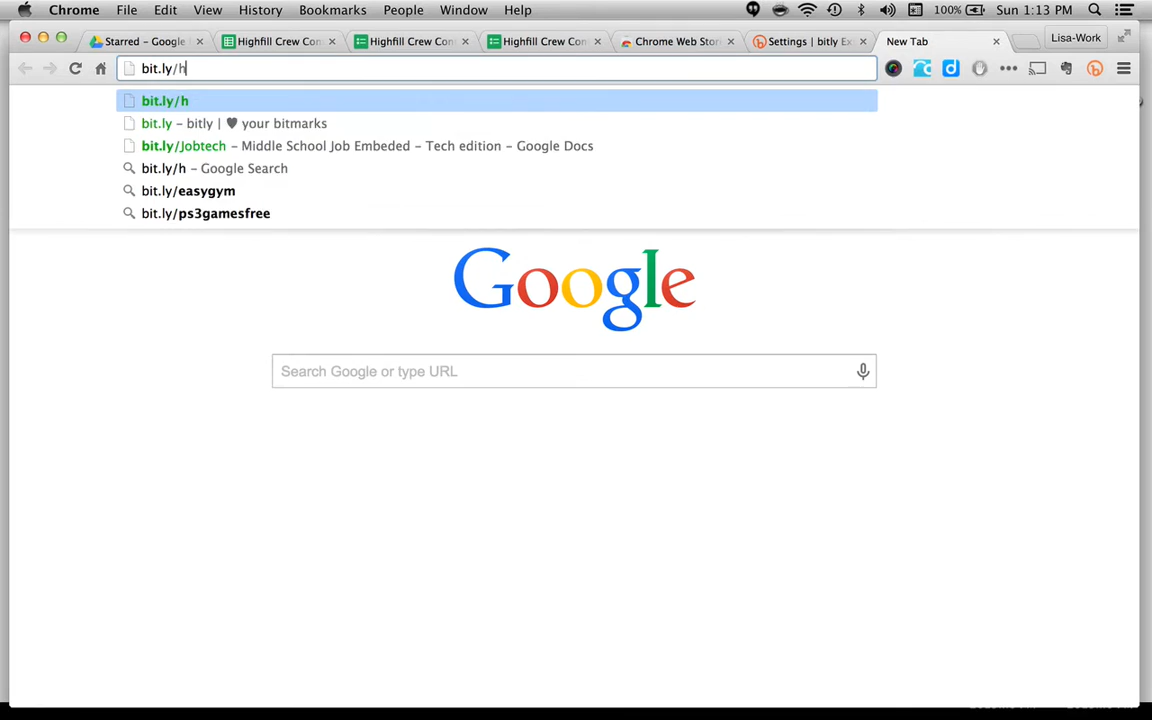 Chrome File Edit View History Bookmarks People Window Help 100% Sun 1:13 PM
Starred – Google Highfill Crew Con Highfill Crew Con Highfill Crew Con Chrome Web Stor Settings | bitly Ex New Tab Lisa-Work
bit.ly/h
bit.ly/h
bit.ly – bitly | ♥ your bitmarks
bit.ly/Jobtech – Middle School Job Embeded – Tech edition – Google Docs
bit.ly/h – Google Search
bit.ly/easygym
bit.ly/ps3gamesfree
Google
Search Google or type URL